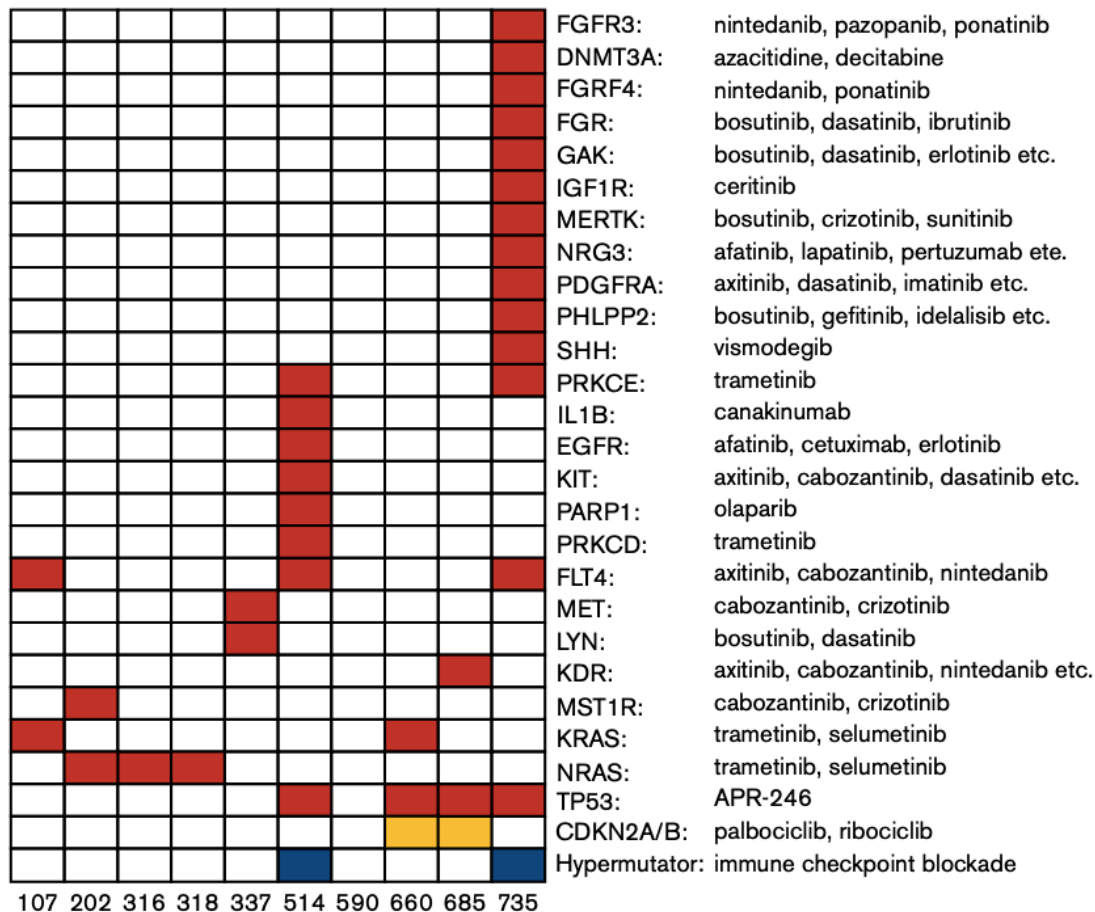 FGFR3: nintedanib, pazopanib, ponatinib
DNMT3A: azacitidine, decitabine
FGRF4: nintedanib, ponatinib
FGR: bosutinib, dasatinib, ibrutinib
GAK: bosutinib, dasatinib, erlotinib etc.
IGF1R: ceritinib
MERTK: bosutinib, crizotinib, sunitinib
NRG3: afatinib, lapatinib, pertuzumab ete.
PDGFRA: axitinib, dasatinib, imatinib etc.
PHLPP2: bosutinib, gefitinib, idelalisib etc.
SHH: vismodegib
PRKCE: trametinib
IL1B: canakinumab
EGFR: afatinib, cetuximab, erlotinib
KIT: axitinib, cabozantinib, dasatinib etc.
PARP1: olaparib
PRKCD: trametinib
FLT4: axitinib, cabozantinib, nintedanib
MET: cabozantinib, crizotinib
LYN: bosutinib, dasatinib
KDR: axitinib, cabozantinib, nintedanib etc.
MST1R: cabozantinib, crizotinib
KRAS: trametinib, selumetinib
NRAS: trametinib, selumetinib
TP53: APR-246
CDKN2A/B: palbociclib, ribociclib
Hypermutator: immune checkpoint blockade
107 202 316 318 337 514 590 660 685 735